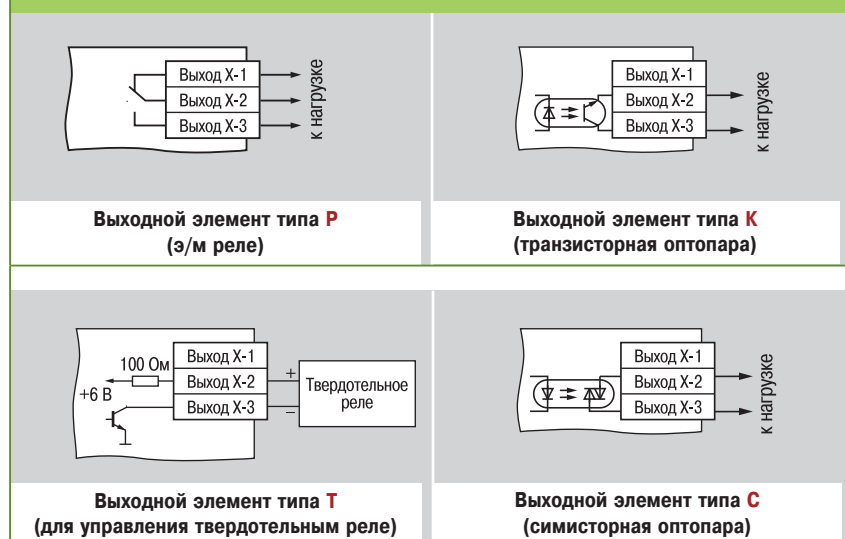 Выход X-1
Выход X-2
Выход X-3
к нагрузке
Выходной элемент типа Р
(э/м реле)
Выход X-1
Выход X-2
Выход X-3
к нагрузке
Выходной элемент типа К
(транзисторная оптопара)
100 Ом
+6 В
Выход X-1
Выход X-2
Выход X-3
+
–
Твердотельное
реле
Выходной элемент типа Т
(для управления твердотельным реле)
Выход X-1
Выход X-2
Выход X-3
к нагрузке
Выходной элемент типа С
(симисторная оптопара)